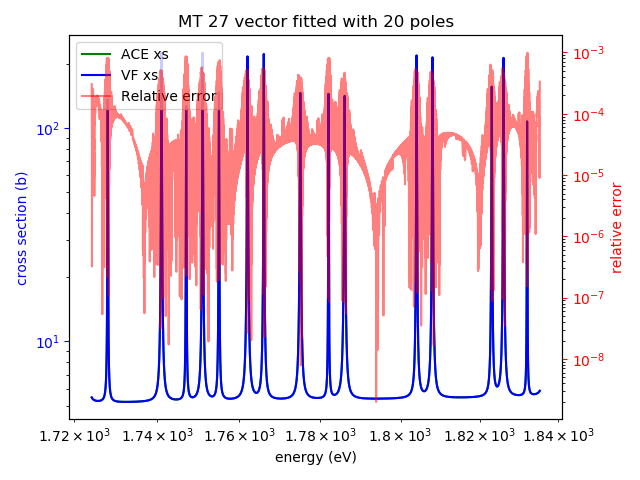 MT 27 vector fitted with 20 poles
ACE xs
VF xs
Relative error
10²
10¹
cross section (b)
10⁻³
10⁻⁴
10⁻⁵
10⁻⁶
10⁻⁷
10⁻⁸
relative error
1.72 × 10³ 1.74 × 10³ 1.76 × 10³ 1.78 × 10³ 1.8 × 10³ 1.82 × 10³ 1.84 × 10³
energy (eV)